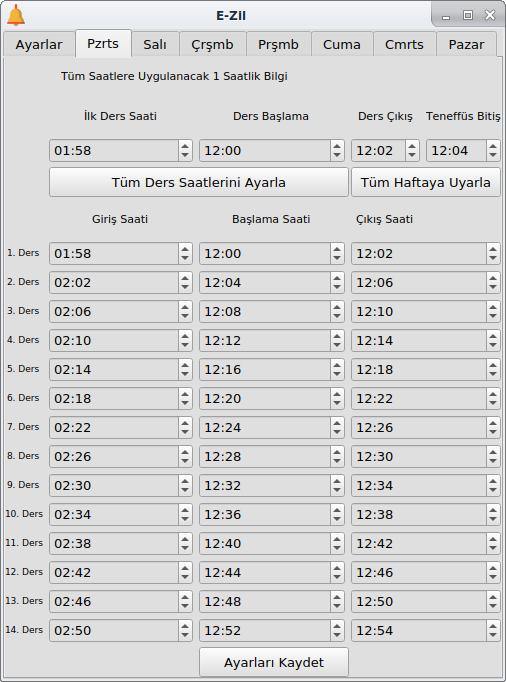 E-Zil
Ayarlar Pzrts Salı Çrşmb Prşmb Cuma Cmrts Pazar
Tüm Saatlere Uygulanacak 1 Saatlik Bilgi
İlk Ders Saati Ders Başlama Ders Çıkış Teneffüs Bitiş
01:58 12:00 12:02 12:04
Tüm Ders Saatlerini Ayarla Tüm Haftaya Uyarla
Giriş Saati Başlama Saati Çıkış Saati
1. Ders 01:58 12:00 12:02
2. Ders 02:02 12:04 12:06
3. Ders 02:06 12:08 12:10
4. Ders 02:10 12:12 12:14
5. Ders 02:14 12:16 12:18
6. Ders 02:18 12:20 12:22
7. Ders 02:22 12:24 12:26
8. Ders 02:26 12:28 12:30
9. Ders 02:30 12:32 12:34
10. Ders 02:34 12:36 12:38
11. Ders 02:38 12:40 12:42
12. Ders 02:42 12:44 12:46
13. Ders 02:46 12:48 12:50
14. Ders 02:50 12:52 12:54
Ayarları Kaydet